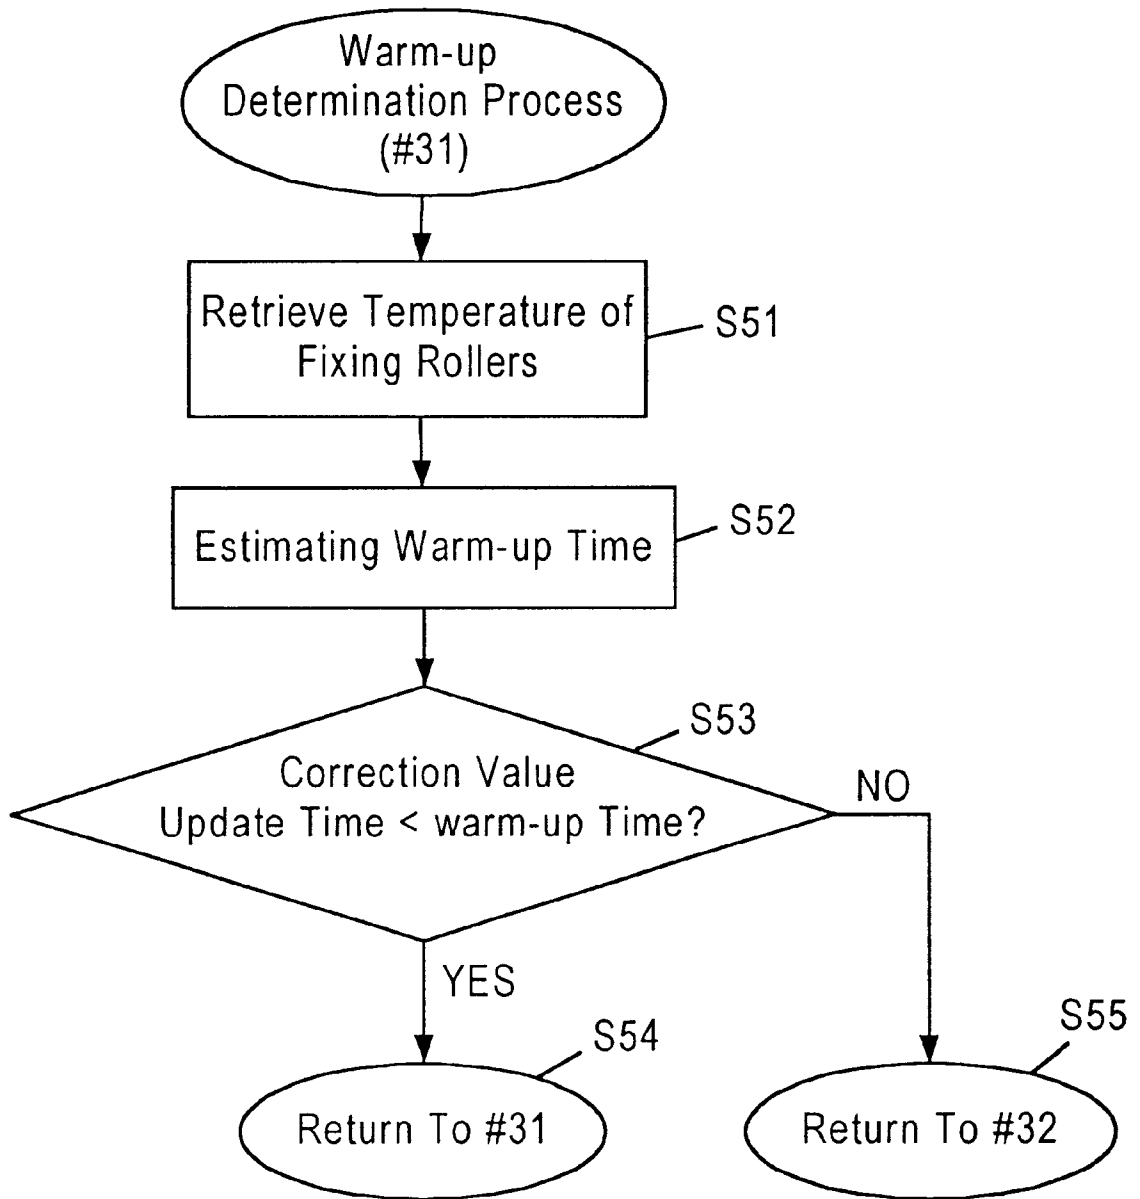 Warm-up
Determination Process
(#31)
Retrieve Temperature of
Fixing Rollers
S51
Estimating Warm-up Time
S52
S53
Correction Value
Update Time < warm-up Time?
NO
YES
S54
Return To #31
S55
Return To #32